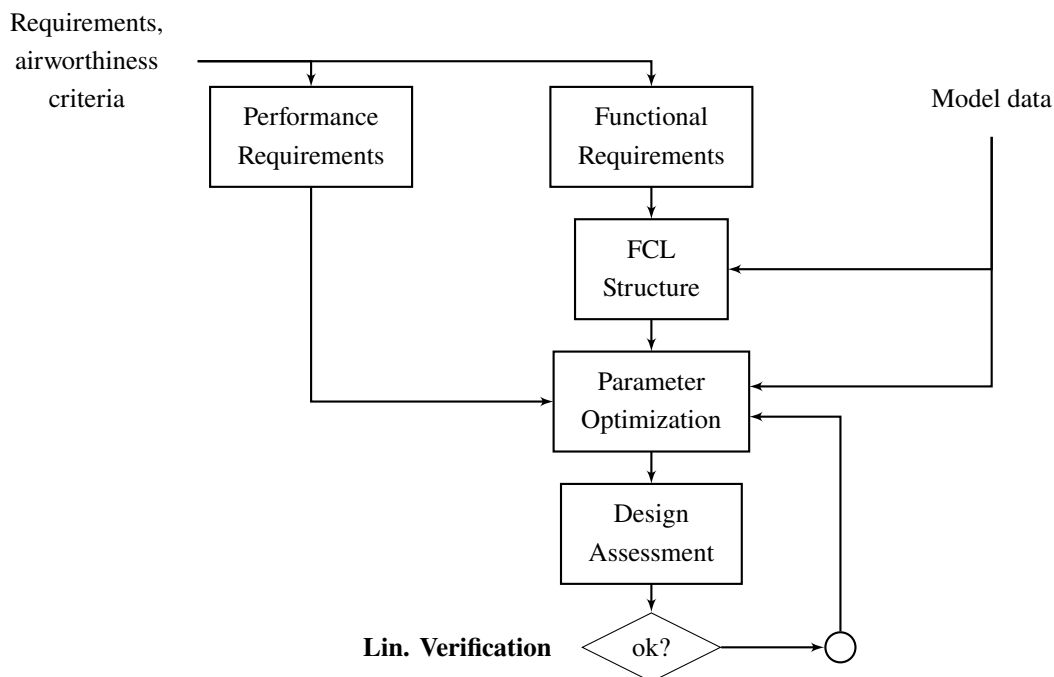 Requirements,
airworthiness
criteria
Performance
Requirements
Functional
Requirements
Model data
FCL
Structure
Parameter
Optimization
Design
Assessment
Lin. Verification
ok?